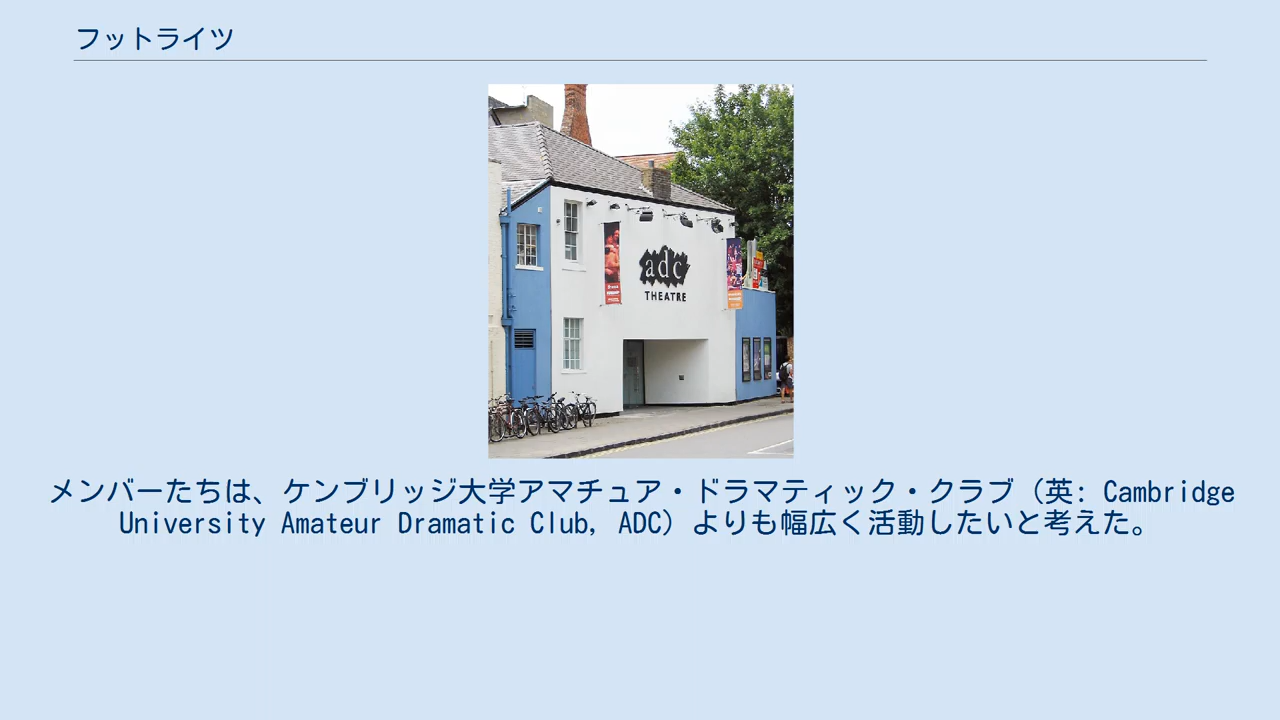 フットライツ
adc
THEATRE
メンバーたちは、ケンブリッジ大学アマチュア・ドラマティック・クラブ（英: Cambridge
University Amateur Dramatic Club, ADC）よりも幅広く活動したいと考えた。